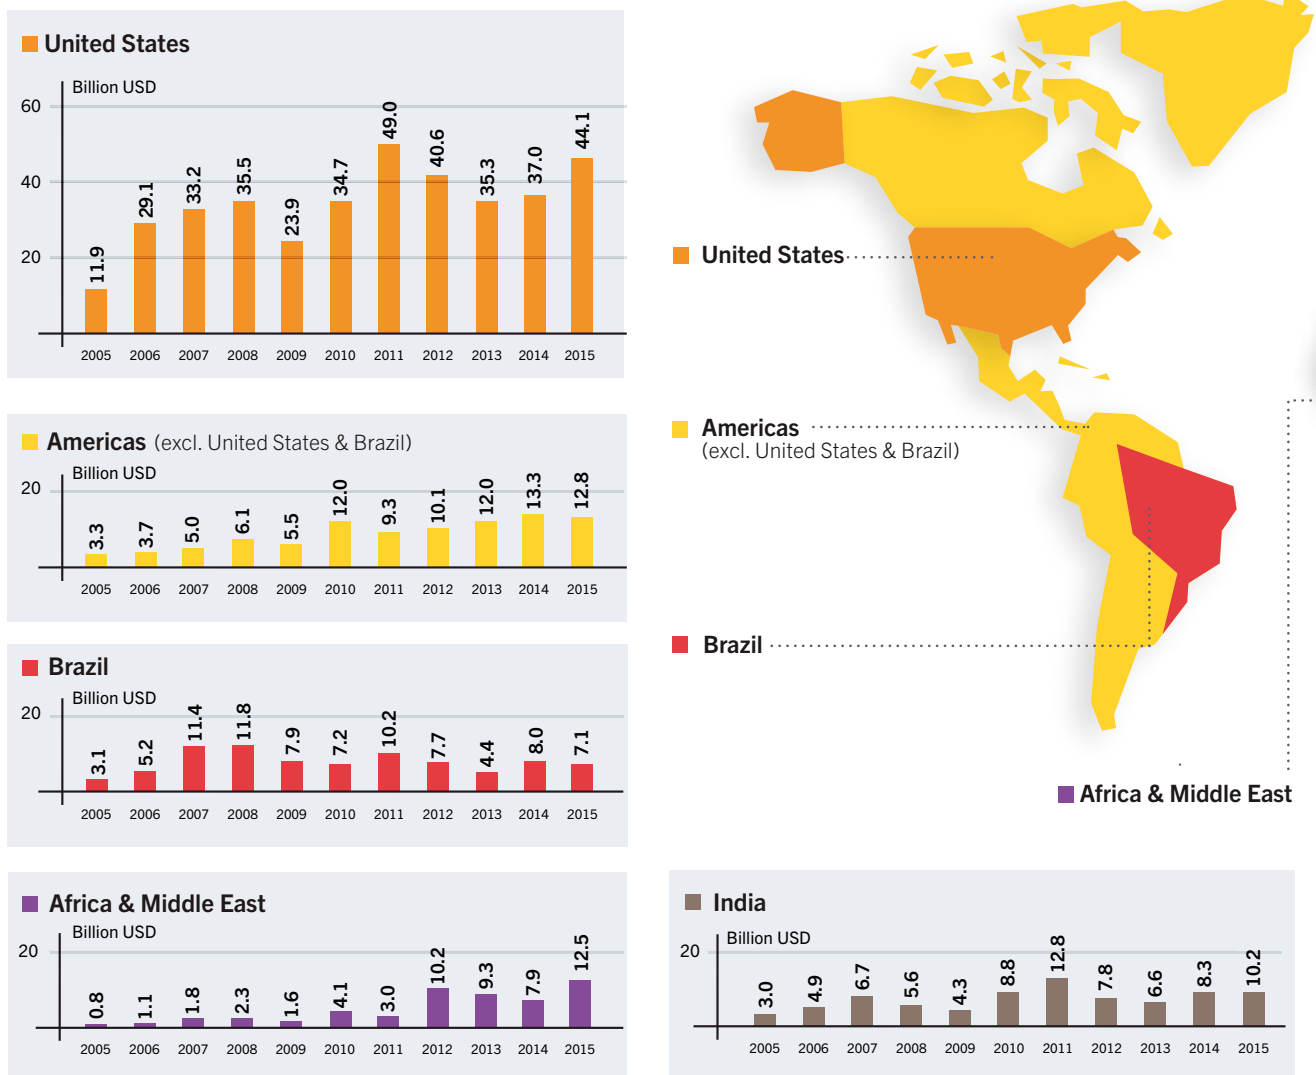 United States
Billion USD
60
40
20
11.9 29.1 33.2 35.5 23.9 34.7 49.0 40.6 35.3 37.0 44.1
2005 2006 2007 2008 2009 2010 2011 2012 2013 2014 2015
Americas (excl. United States & Brazil)
Billion USD
20
3.3 3.7 5.0 6.1 5.5 12.0 9.3 10.1 12.0 13.3 12.8
2005 2006 2007 2008 2009 2010 2011 2012 2013 2014 2015
Brazil
Billion USD
20
3.1 5.2 11.4 11.8 7.9 7.2 10.2 7.7 4.4 8.0 7.1
2005 2006 2007 2008 2009 2010 2011 2012 2013 2014 2015
Africa & Middle East
Billion USD
20
0.8 1.1 1.8 2.3 1.6 4.1 3.0 10.2 9.3 7.9 12.5
2005 2006 2007 2008 2009 2010 2011 2012 2013 2014 2015
United States
Americas
(excl. United States & Brazil)
Brazil
Africa & Middle East
India
Billion USD
20
3.0 4.9 6.7 5.6 4.3 8.8 12.8 7.8 6.6 8.3 10.2
2005 2006 2007 2008 2009 2010 2011 2012 2013 2014 2015